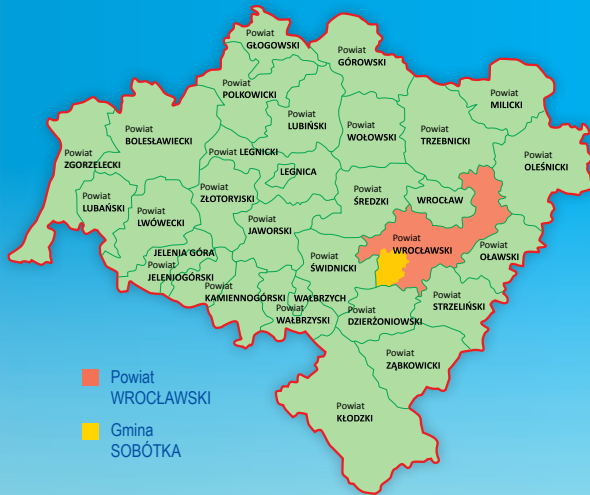 Powiat
GŁOGOWSKI
Powiat
GÓROWSKI
Powiat
POLKOWICKI
Powiat
MILICKI
Powiat
LUBIŃSKI
Powiat
BOLESŁAWIECKI
Powiat
WOŁOWSKI
Powiat
TRZEBNICKI
Powiat
ZGORZELECKI
Powiat LEGNICKI
Powiat
OLEŚNICKI
LEGNICA
Powiat
ZŁOTORYJSKI
Powiat
LUBAŃSKI
Powiat
ŚREDZKI
WROCŁAW
Powiat
LWÓWECKI
Powiat
JAWORSKI
Powiat
WROCŁAWSKI
Powiat
OŁAWSKI
JELENIA GÓRA
Powiat
JELENIOGÓRSKI
Powiat
ŚWIDNICKI
Powiat
KAMIENNOGÓRSKI
WAŁBRZYCH
Powiat
WAŁBRZYSKI
Powiat
DZIERŻONIOWSKI
Powiat
STRZELIŃSKI
Powiat
ZĄBKOWICKI
Powiat
KŁODZKI
Powiat
WROCŁAWSKI
Gmina
SOBÓTKA